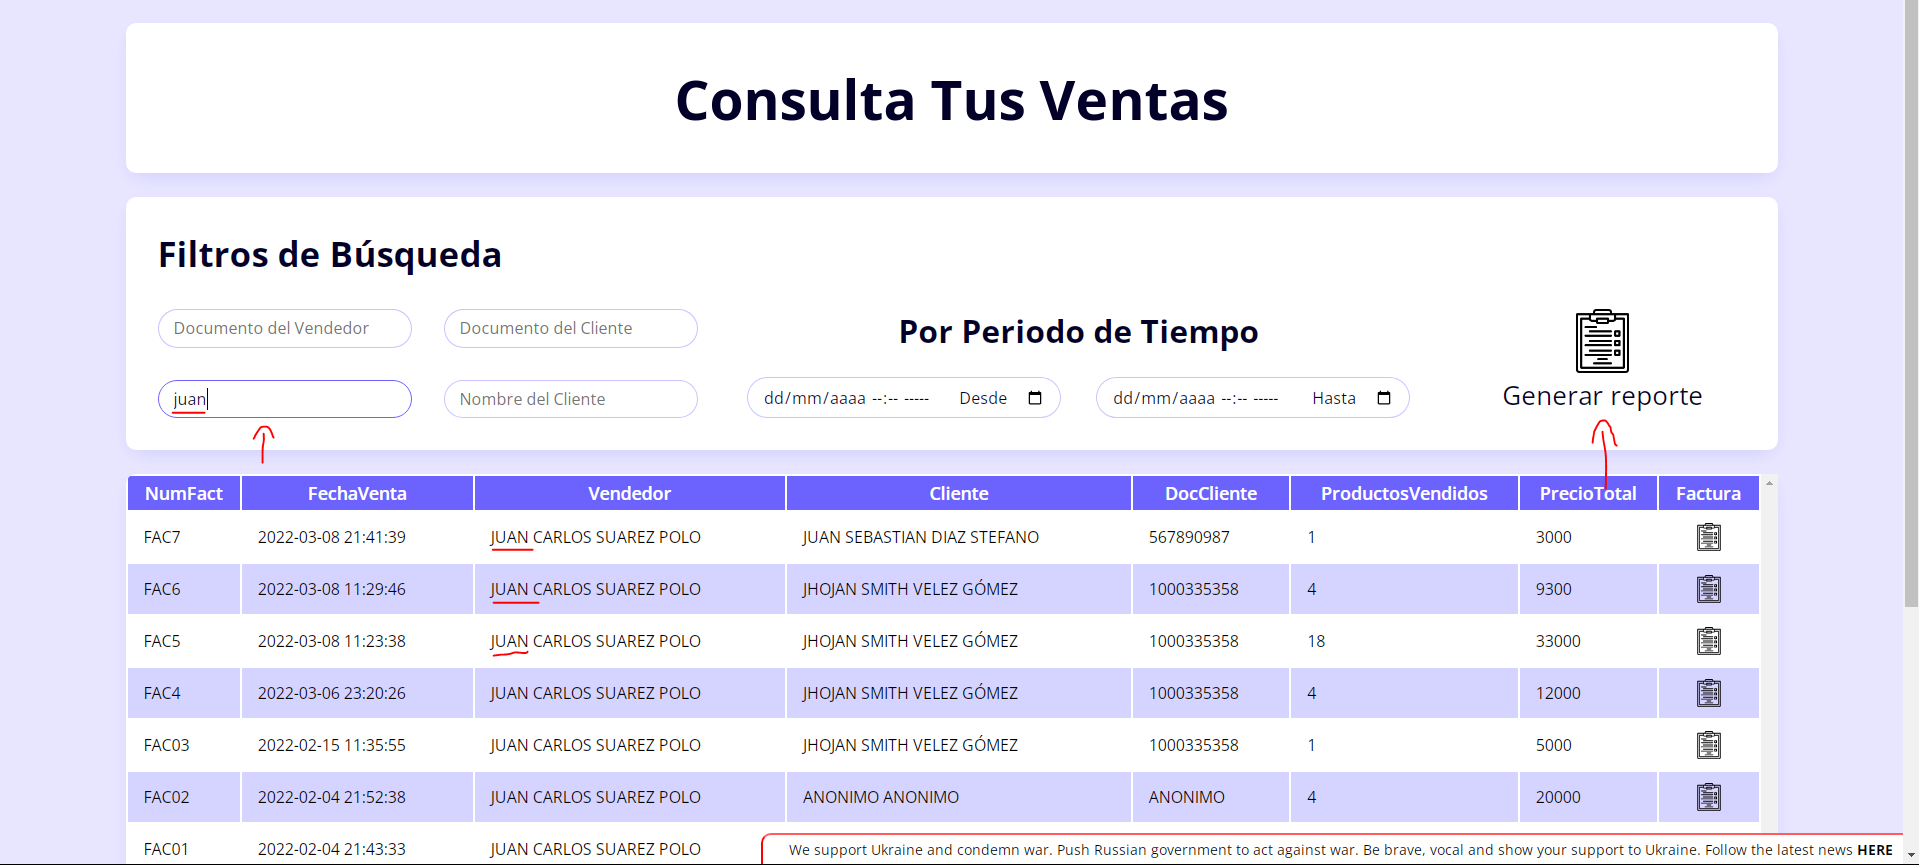 Consulta Tus Ventas
Filtros de Búsqueda
Documento del Vendedor Documento del Cliente
Por Periodo de Tiempo
juan Nombre del Cliente dd/mm/aaaa --:-- ----- Desde dd/mm/aaaa --:-- ----- Hasta Generar reporte
NumFact FechaVenta Vendedor Cliente DocCliente ProductosVendidos PrecioTotal Factura
FAC7 2022-03-08 21:41:39 JUAN CARLOS SUAREZ POLO JUAN SEBASTIAN DIAZ STEFANO 567890987 1 3000
FAC6 2022-03-08 11:29:46 JUAN CARLOS SUAREZ POLO JHOJAN SMITH VELEZ GÓMEZ 1000335358 4 9300
FAC5 2022-03-08 11:23:38 JUAN CARLOS SUAREZ POLO JHOJAN SMITH VELEZ GÓMEZ 1000335358 18 33000
FAC4 2022-03-06 23:20:26 JUAN CARLOS SUAREZ POLO JHOJAN SMITH VELEZ GÓMEZ 1000335358 4 12000
FAC03 2022-02-15 11:35:55 JUAN CARLOS SUAREZ POLO JHOJAN SMITH VELEZ GÓMEZ 1000335358 1 5000
FAC02 2022-02-04 21:52:38 JUAN CARLOS SUAREZ POLO ANONIMO ANONIMO ANONIMO 4 20000
FAC01 2022-02-04 21:43:33 JUAN CARLOS SUAREZ POLO
We support Ukraine and condemn war. Push Russian government to act against war. Be brave, vocal and show your support to Ukraine. Follow the latest news HERE